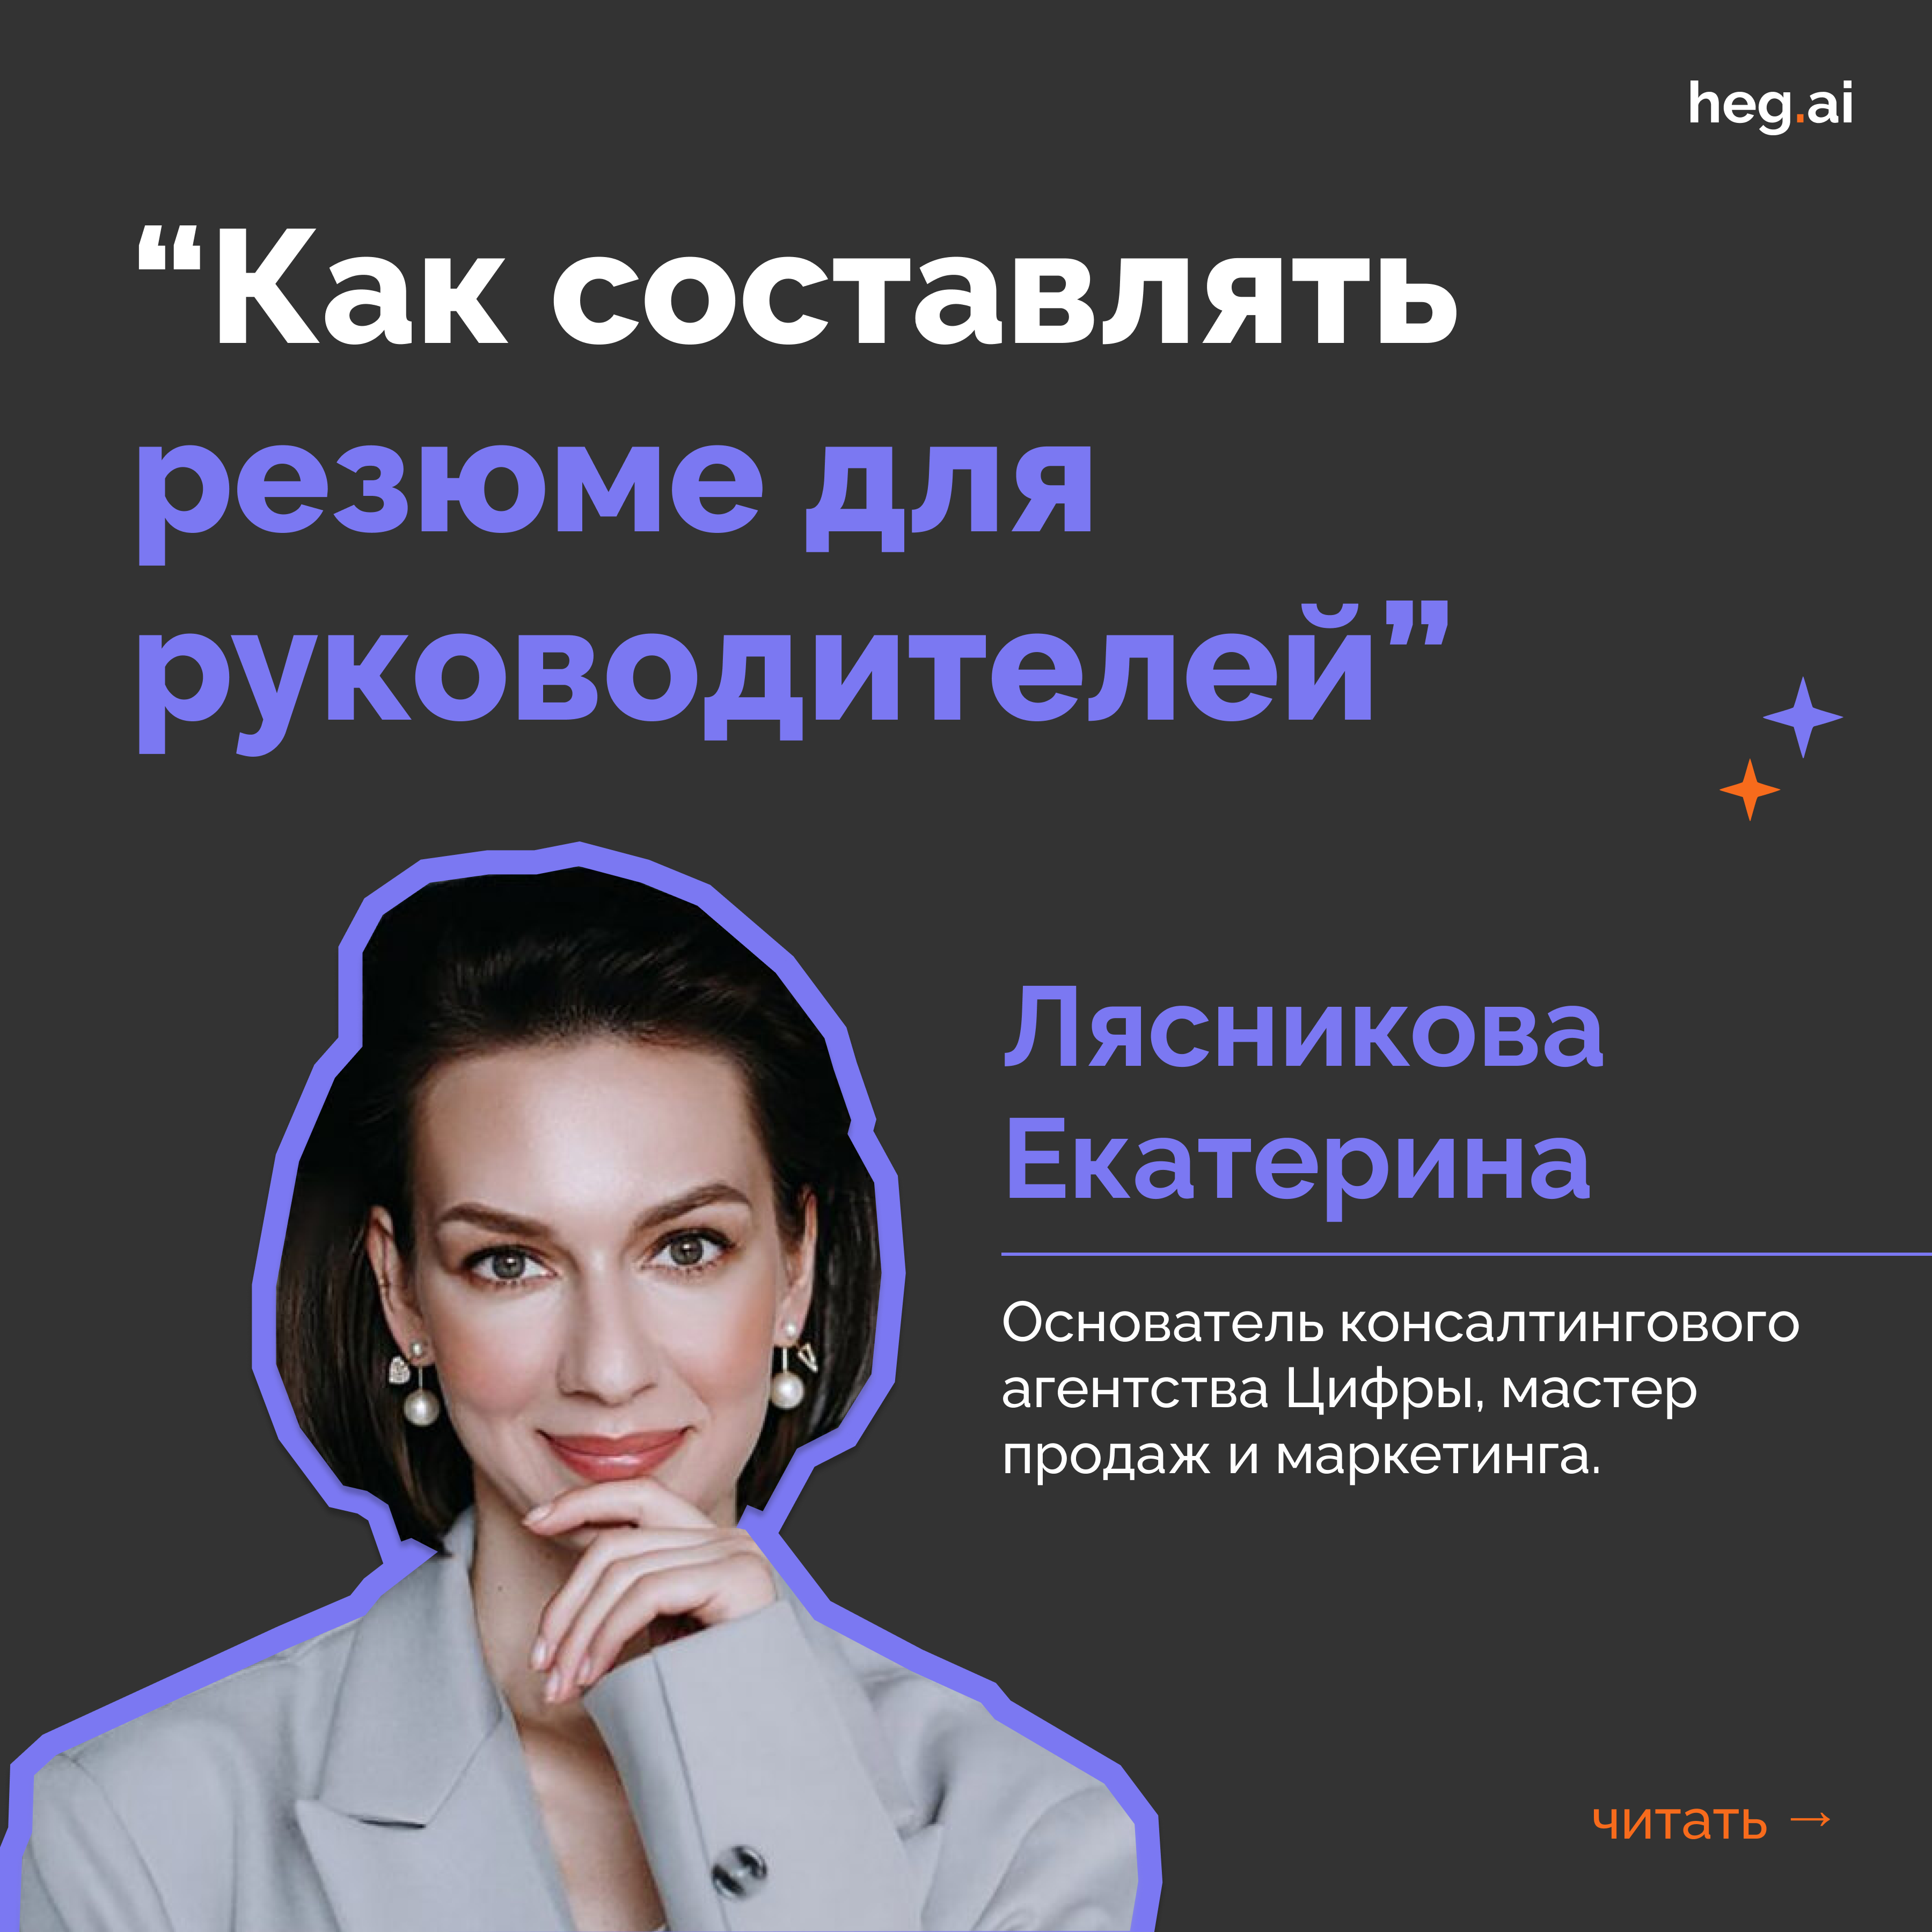 heg.ai
“Как составлять
резюме для
руководителей”
Лясникова
Екатерина
Основатель консалтингового
агентства Цифры, мастер
продаж и маркетинга.
читать →